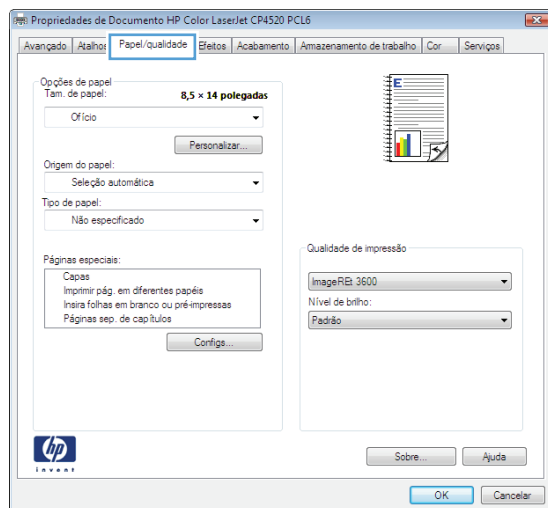 Propriedades de Documento HP Color LaserJet CP4520 PCL6
Avançado Atalhos Papel/qualidade Efeitos Acabamento Armazenamento de trabalho Cor Serviços
Opções de papel
Tam. de papel: 8,5 × 14 polegadas
Ofício
Personalizar...
Origem do papel:
Seleção automática
Tipo de papel:
Não especificado
Páginas especiais:
Capas
Imprimir pág. em diferentes papéis
Insira folhas em branco ou pré-impressas
Páginas sep. de capítulos
Configs...
E
Qualidade de impressão
ImageREt 3600
Nível de brilho:
Padrão
hp
invent
Sobre... Ajuda
OK Cancelar